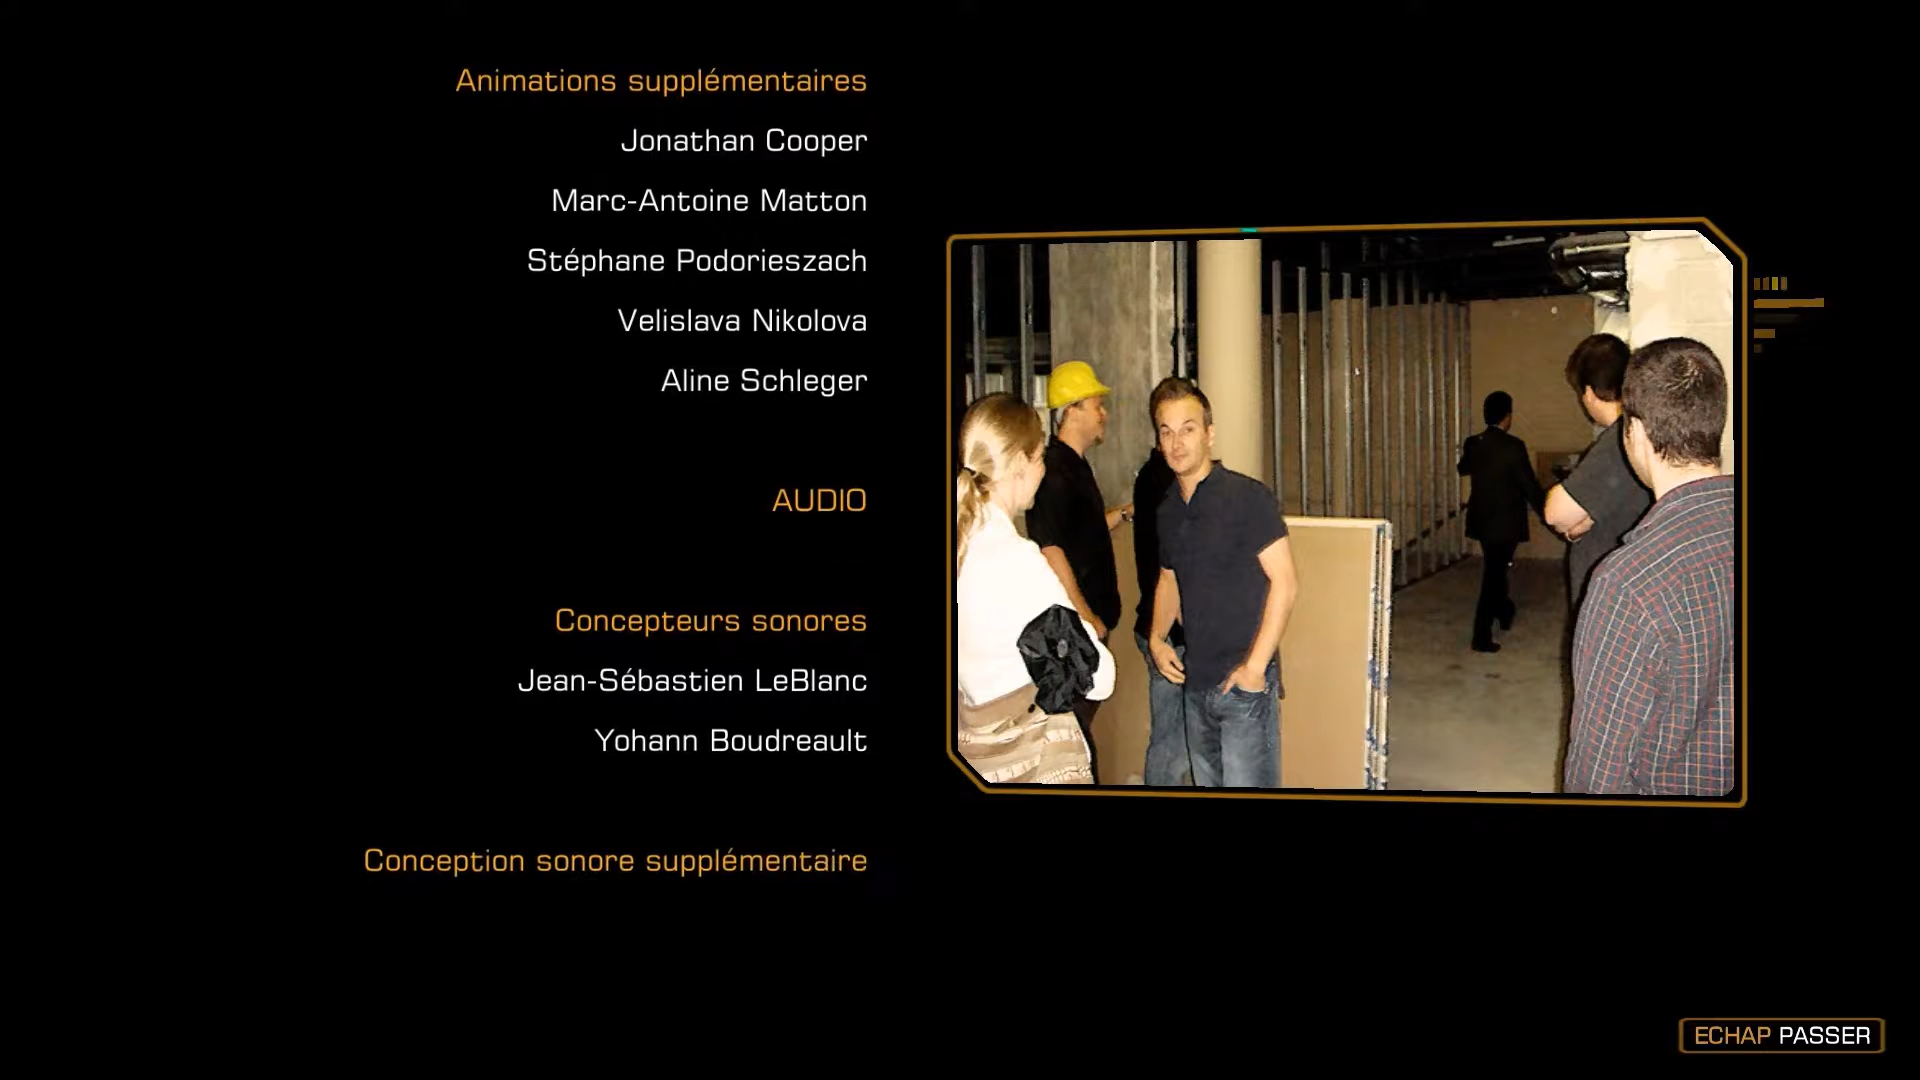 Animations supplémentaires
Jonathan Cooper
Marc-Antoine Matton
Stéphane Podorieszach
Velislava Nikolova
Aline Schleger
AUDIO
Concepteurs sonores
Jean-Sébastien LeBlanc
Yohann Boudreault
Conception sonore supplémentaire
ECHAP PASSER